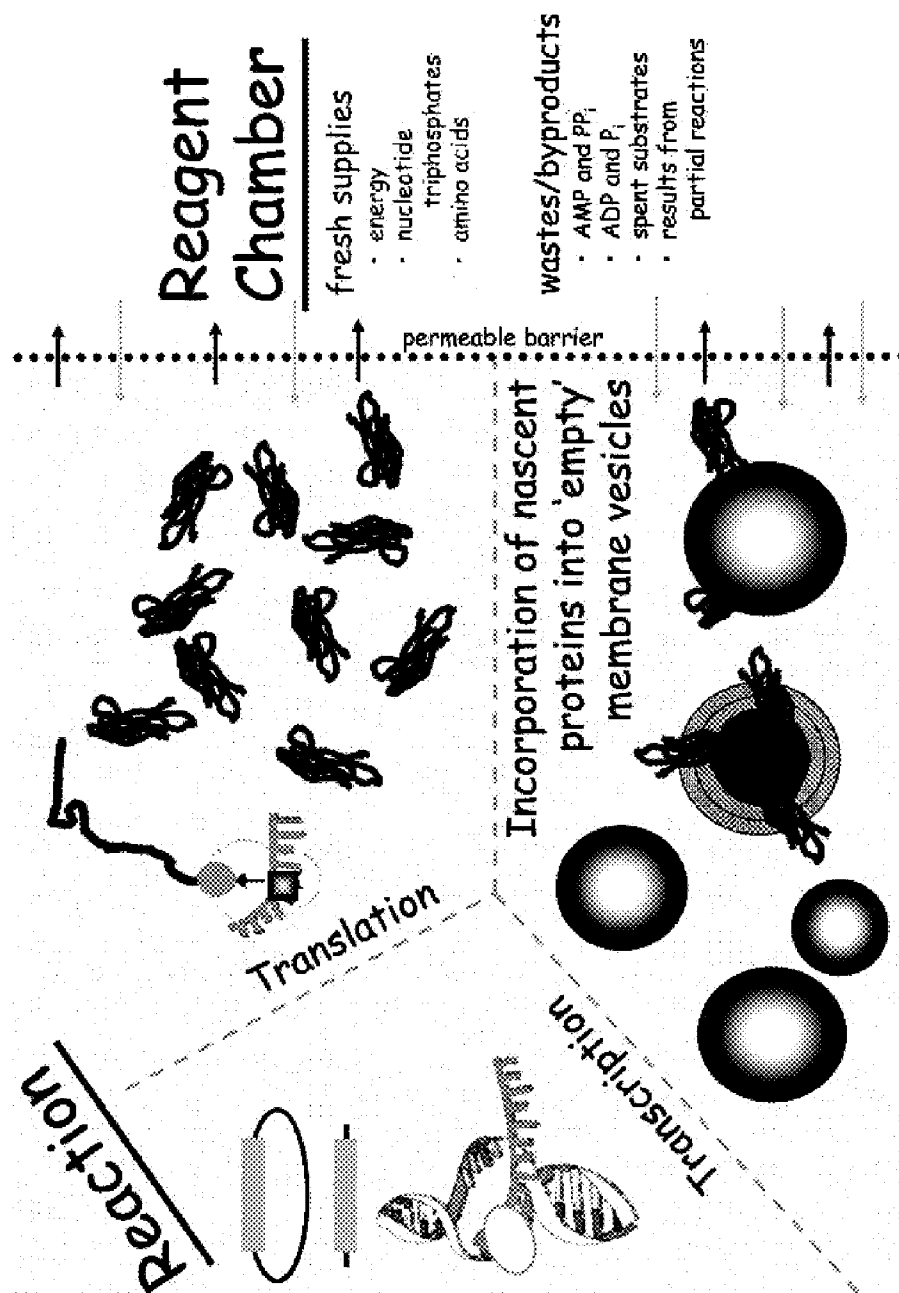 Reaction
Transcription
Translation
Incorporation of nascent
proteins into 'empty'
membrane vesicles
permeable barrier
Reagent
Chamber
fresh supplies
· energy
· nucleotide
triphosphates
· amino acids
wastes/byproducts
· AMP and PPi
· ADP and Pi
· spent substrates
· results from
partial reactions